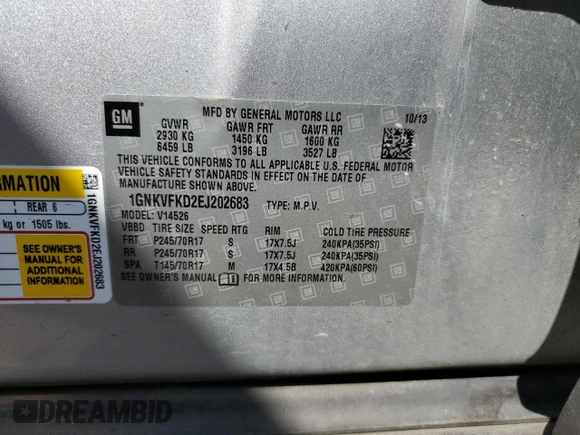 GM
MFD BY GENERAL MOTORS LLC
10/13
GVWR GAWR FRT GAWR RR
2930 KG 1450 KG 1600 KG
6459 LB 3196 LB 3527 LB
THIS VEHICLE CONFORMS TO ALL APPLICABLE U.S. FEDERAL MOTOR
VEHICLE SAFETY STANDARDS IN EFFECT ON THE DATE OF
MANUFACTURE SHOWN ABOVE.
1GNKVFKD2EJ202683 TYPE: M.P.V.
MODEL: V14526
VBBD TIRE SIZE SPEED RTG RIM COLD TIRE PRESSURE
FRT P245/70R17 S 17X7.5J 240KPA(35PSI)
RR P245/70R17 S 17X7.5J 240KPA(35PSI)
SPA T145/70R17 M 17X4.5B 420KPA(60PSI)
SEE OWNER'S MANUAL FOR MORE INFORMATION.
RMATION
REAR 6
kg or 1505 lbs.
SEE OWNER'S
MANUAL FOR
ADDITIONAL
INFORMATION
1GNKVFKD2EJ202683
DREAMBID